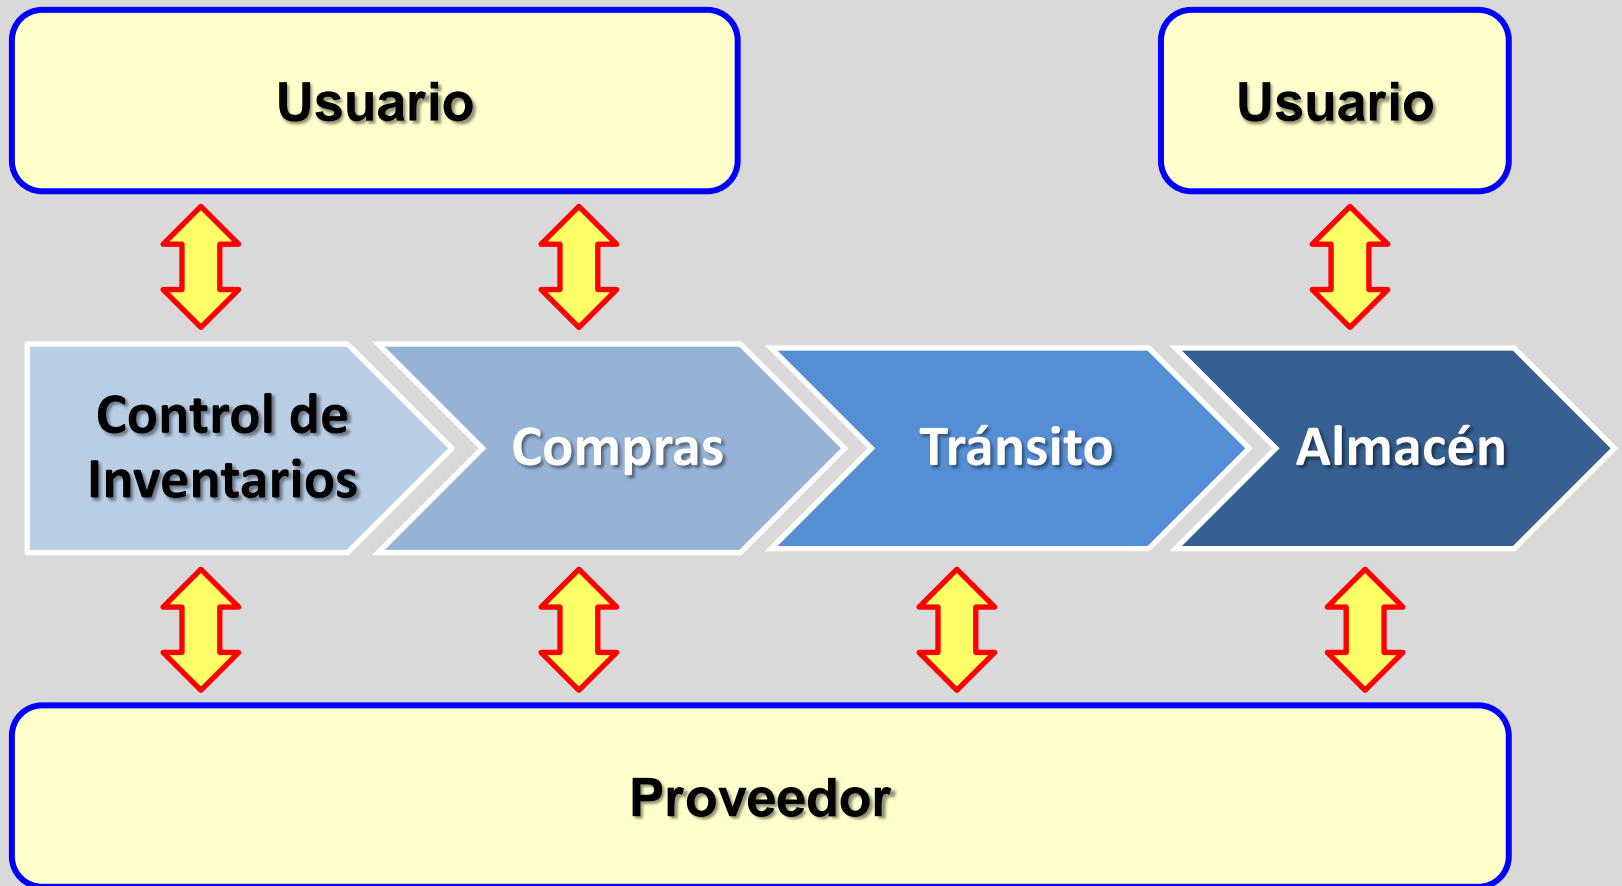 Usuario
Usuario
Control de
Inventarios
Compras
Tránsito
Almacén
Proveedor